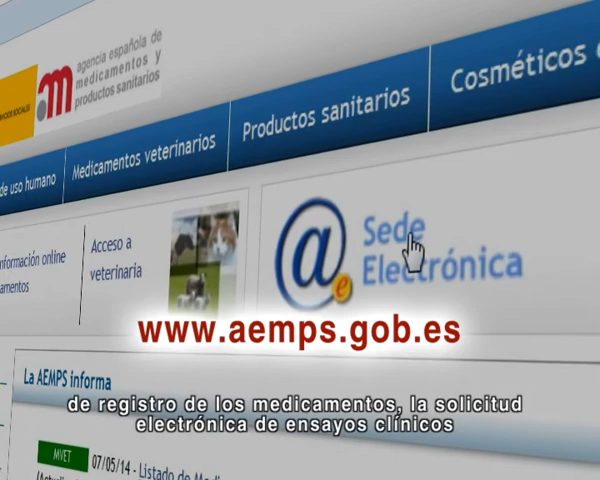 agencia española de
medicamentos y
productos sanitarios
de uso humano
Medicamentos veterinarios
Productos sanitarios
Cosméticos
información online
Acceso a
veterinaria
@e
Sede
Electrónica
www.aemps.gob.es
La AEMPS informa
de registro de los medicamentos, la solicitud
electrónica de ensayos clínicos
MVET
07/05/14 - Listado de